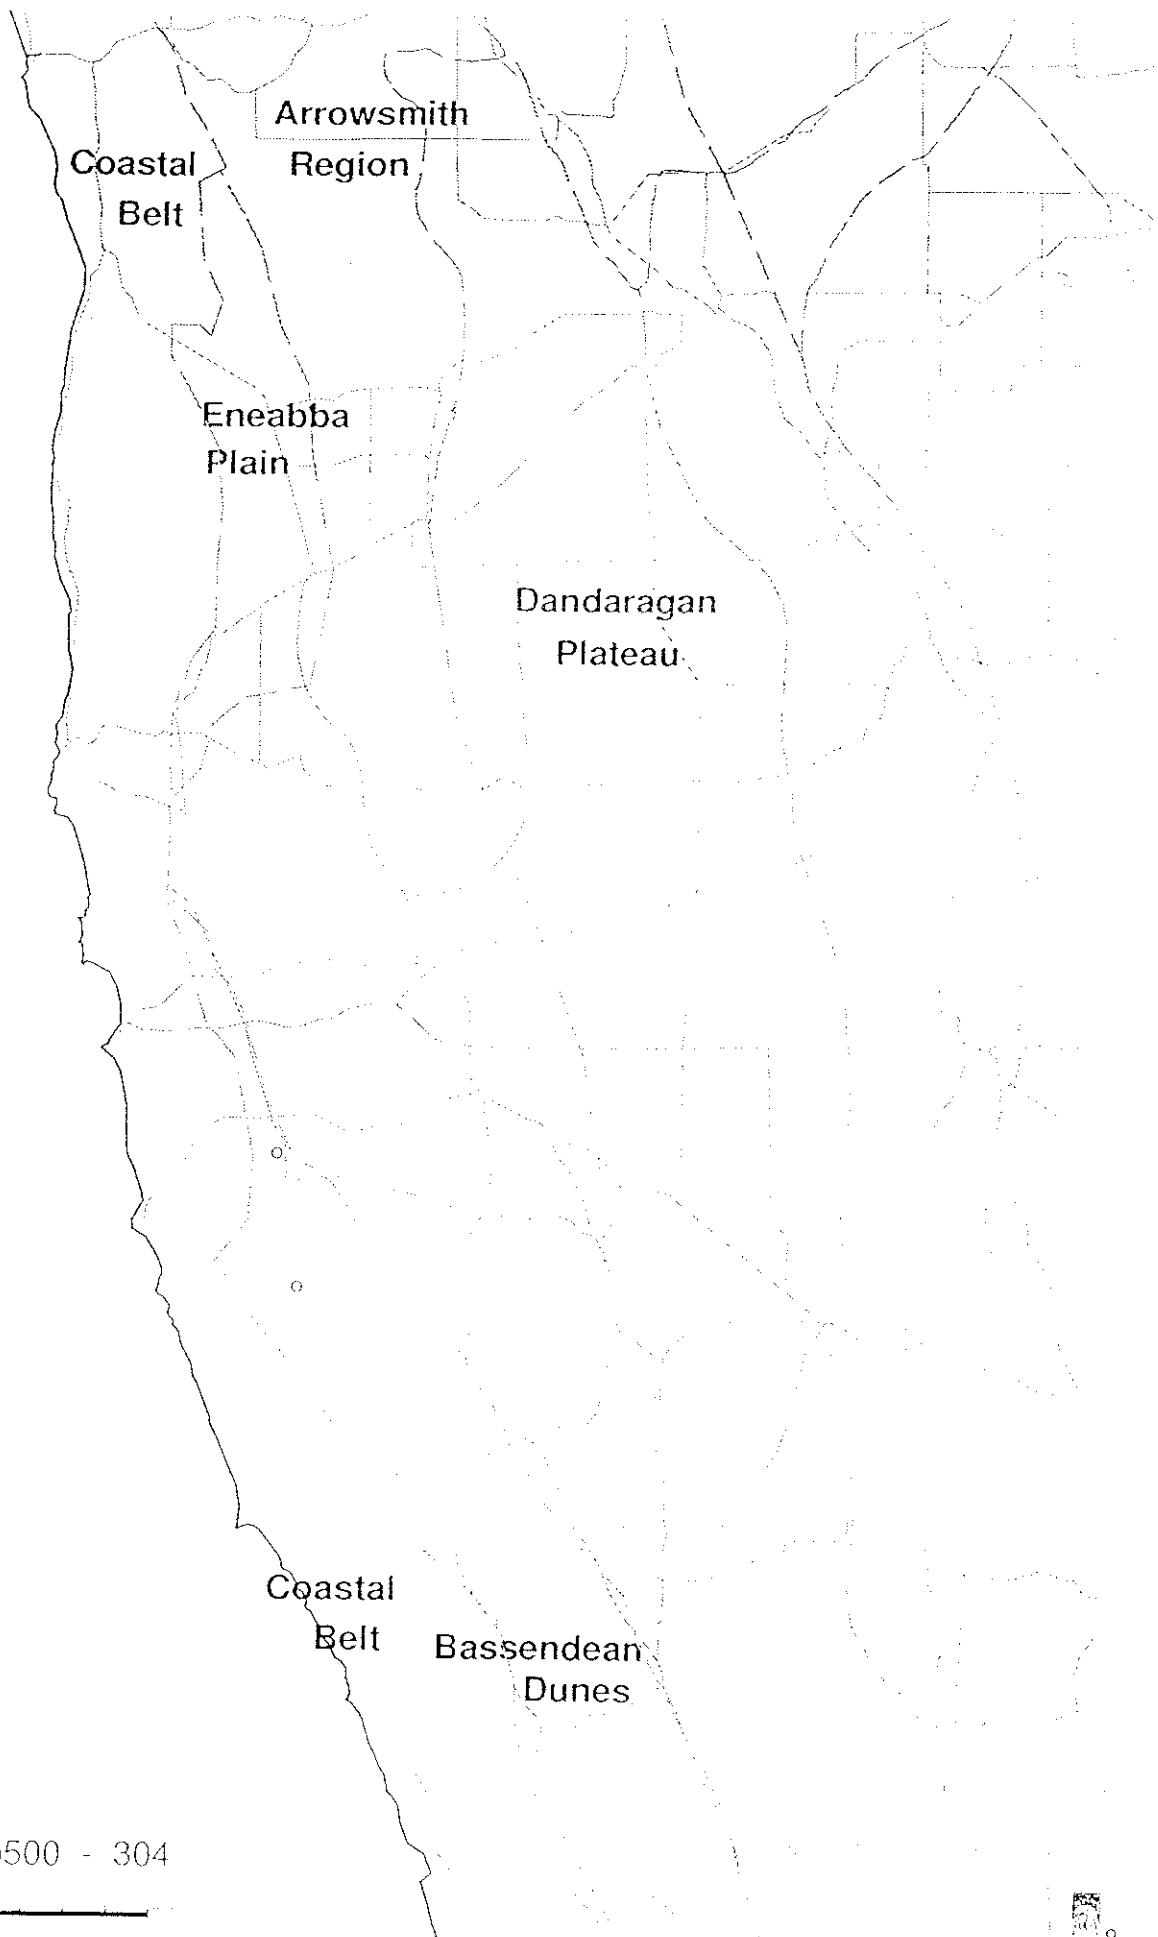 Arrowsmith
Region
Coastal
Belt
Eneabba
Plain
Dandaragan
Plateau
Coastal
Belt
Bassendean
Dunes
500 - 304